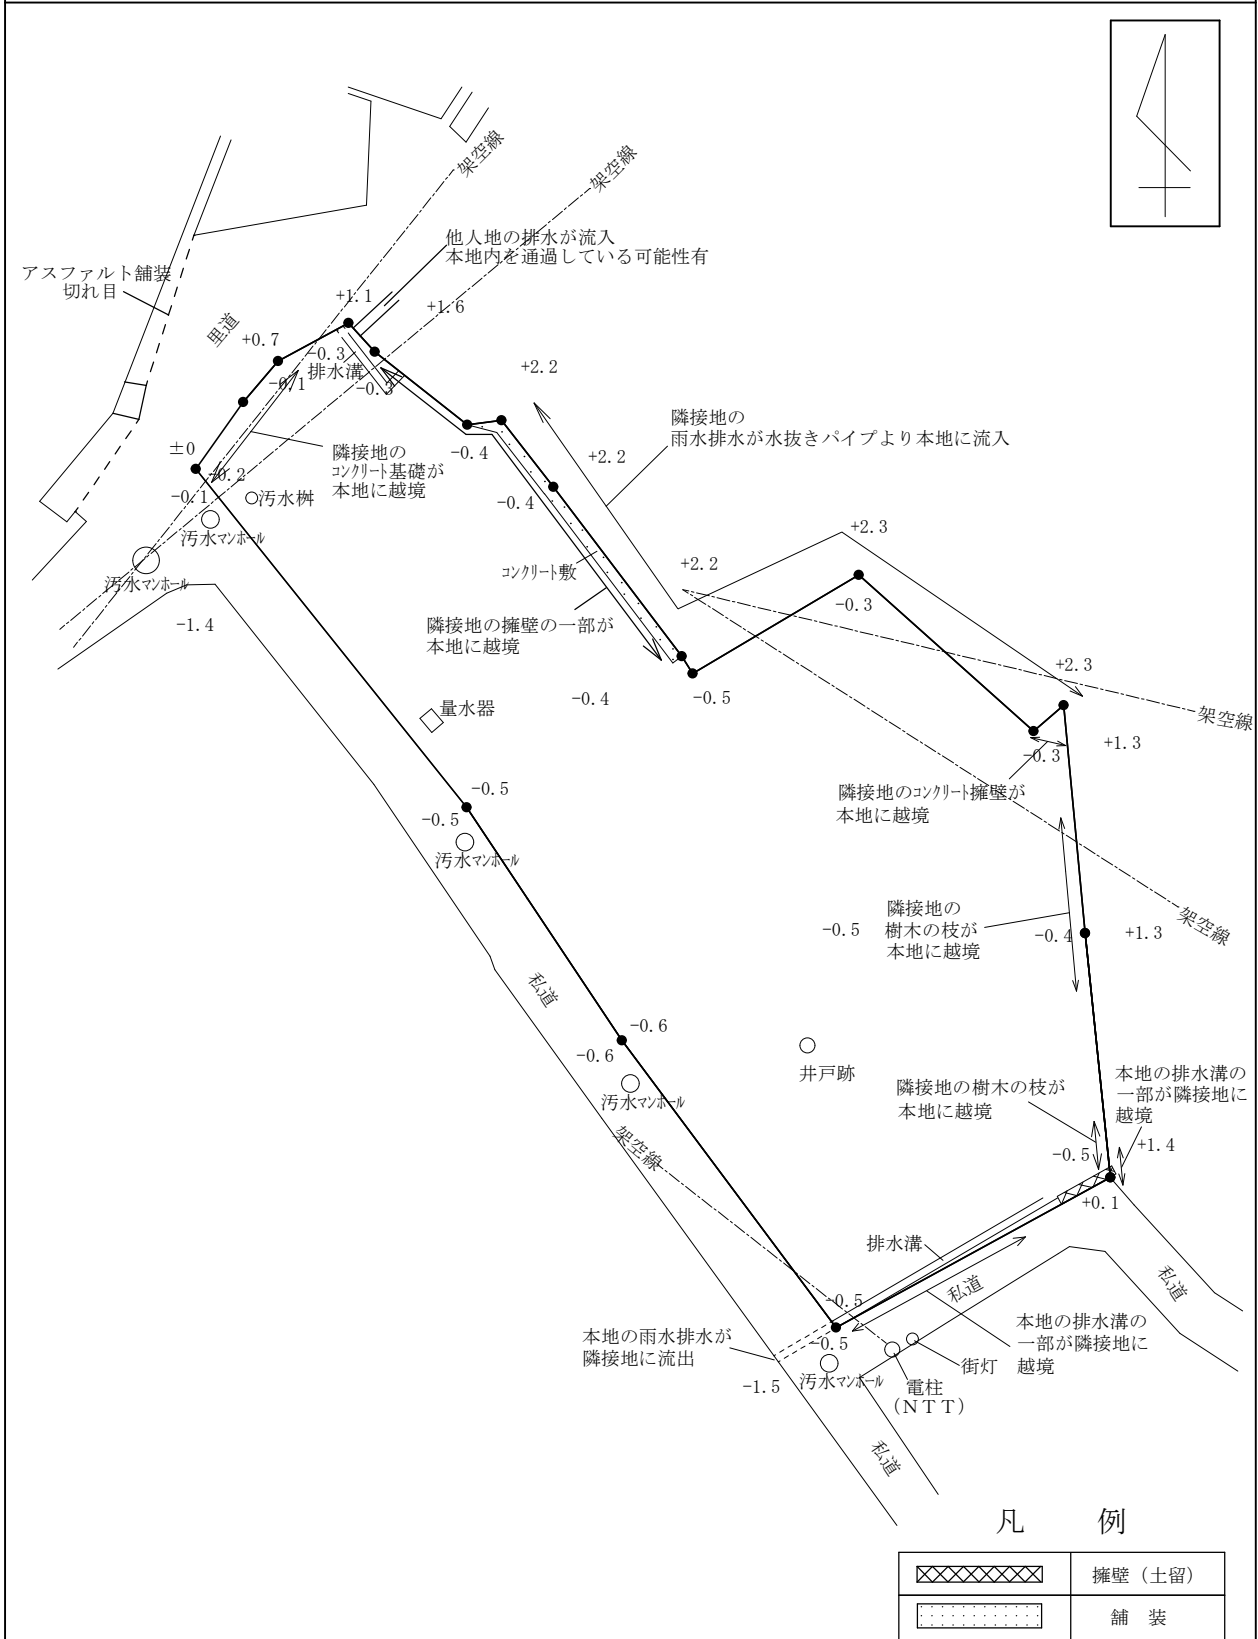 架空線
架空線
他人地の排水が流入
本地内を通過している可能性有
アスファルト舗装
切れ目
+1.1
+1.6
里道
+0.7
-0.3
排水溝
-0.1
-0.3
+2.2
隣接地の
雨水排水が水抜きパイプより本地に流入
±0
-0.2
-0.1
隣接地の
コンクリート基礎が
本地に越境
-0.4
+2.2
-0.4
汚水桝
汚水マンホール
汚水マンホール
+2.3
+2.2
コンクリート敷
-0.3
-1.4
隣接地の擁壁の一部が
本地に越境
+2.3
-0.4
-0.5
量水器
架空線
-0.3
+1.3
-0.5
-0.5
隣接地のコンクリート擁壁が
本地に越境
汚水マンホール
-0.5
隣接地の
樹木の枝が
本地に越境
-0.4
+1.3
架空線
私道
-0.6
-0.6
井戸跡
汚水マンホール
隣接地の樹木の枝が
本地に越境
本地の排水溝の
一部が隣接地に
越境
架空線
-0.5
+1.4
+0.1
排水溝
私道
私道
-0.5
-0.5
本地の雨水排水が
隣接地に流出
本地の排水溝の
一部が隣接地に
越境
-1.5
汚水マンホール
街灯
電柱
(NTT)
私道
凡 例
擁壁(土留)
舗 装